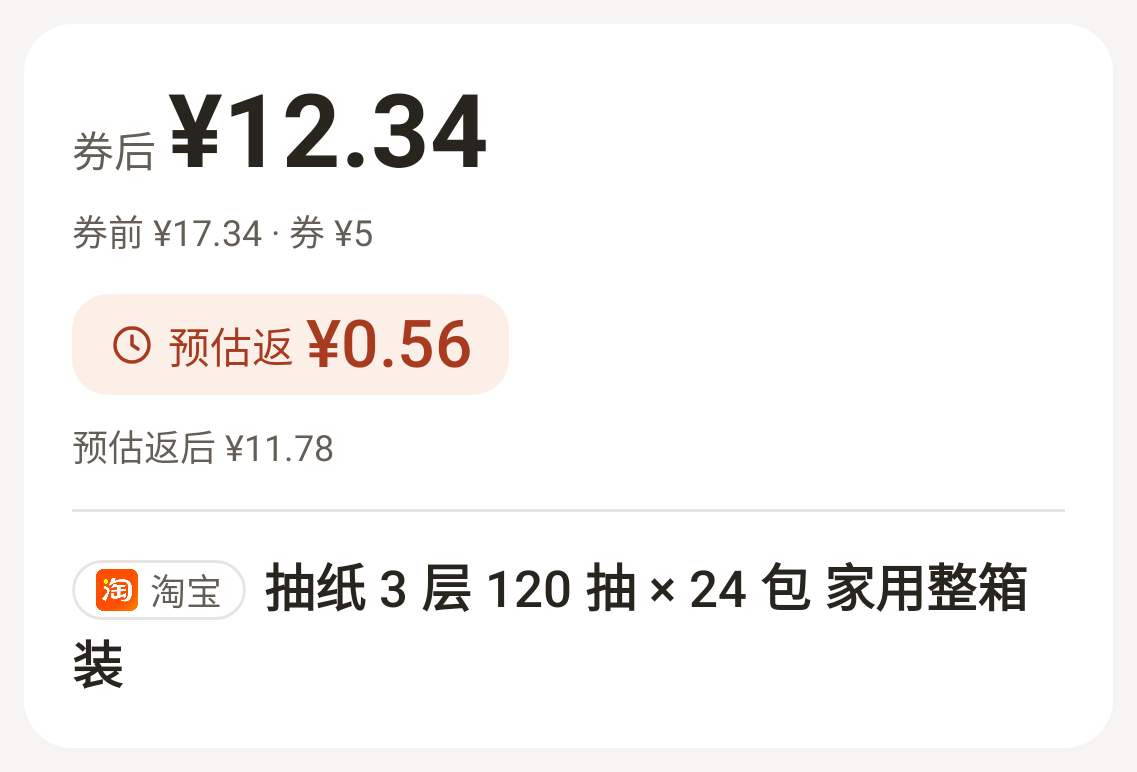 券后 ¥12.34
券前 ¥17.34 · 券 ¥5
预估返 ¥0.56
预估返后 ¥11.78
淘 淘宝 抽纸 3 层 120 抽 × 24 包 家用整箱
装